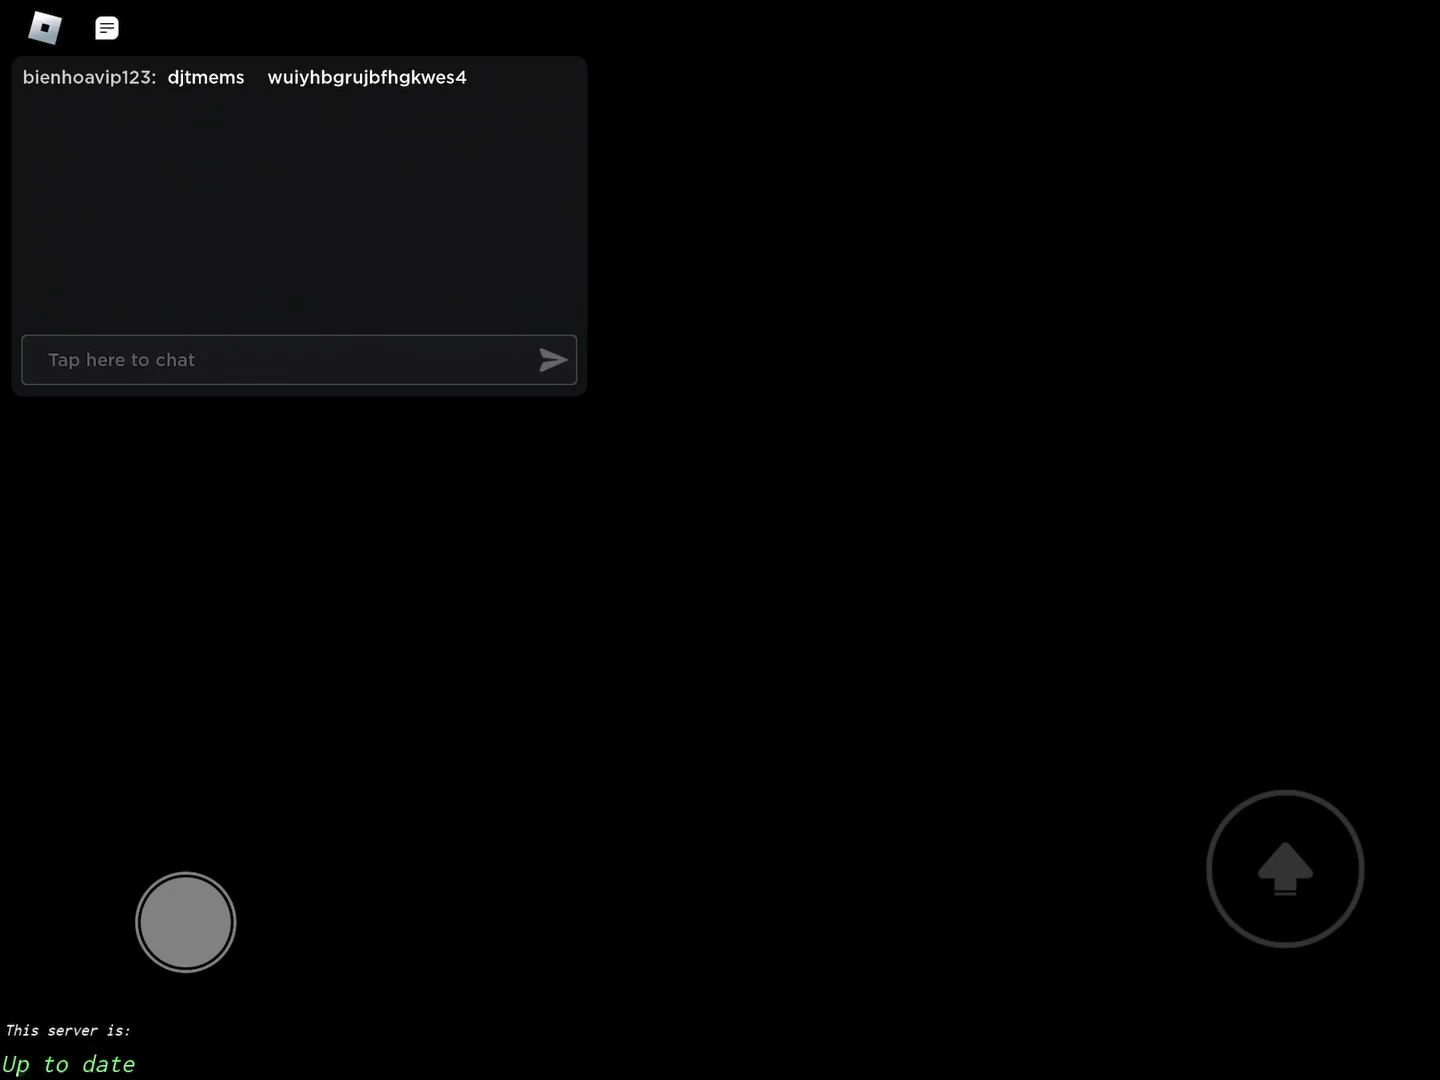 bienhoavip123: djtmems wuiyhbgrujbfhgkwes4
Tap here to chat
This server is:
Up to date